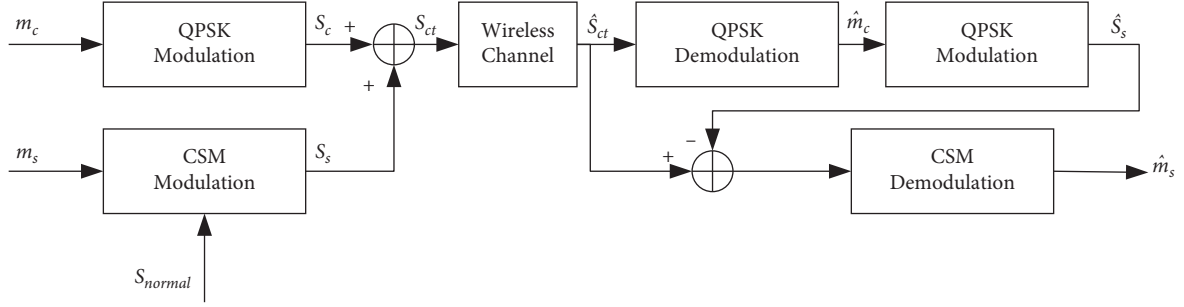 m_c
QPSK
Modulation
S_c
+
S_ct
Wireless
Channel
Ŝ_ct
QPSK
Demodulation
m̂_c
QPSK
Modulation
Ŝ_s
+
m_s
CSM
Modulation
S_s
+
−
CSM
Demodulation
m̂_s
S_normal